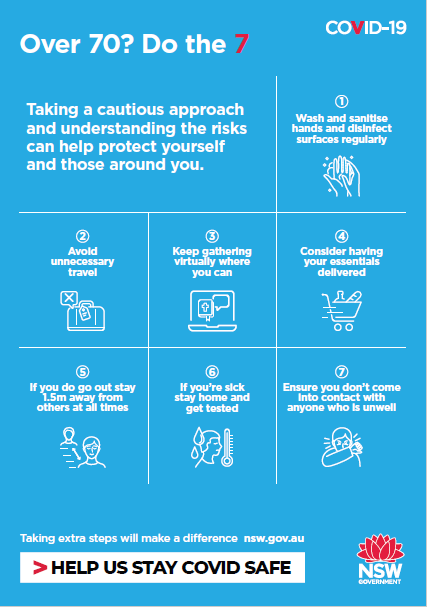 COVID-19
Over 70? Do the 7
Taking a cautious approach
and understanding the risks
can help protect yourself
and those around you.
1
Wash and sanitise
hands and disinfect
surfaces regularly
2
Avoid
unnecessary
travel
3
Keep gathering
virtually where
you can
4
Consider having
your essentials
delivered
5
If you do go out stay
1.5m away from
others at all times
6
If you're sick
stay home and
get tested
7
Ensure you don't come
into contact with
anyone who is unwell
Taking extra steps will make a difference nsw.gov.au
> HELP US STAY COVID SAFE
NSW
GOVERNMENT